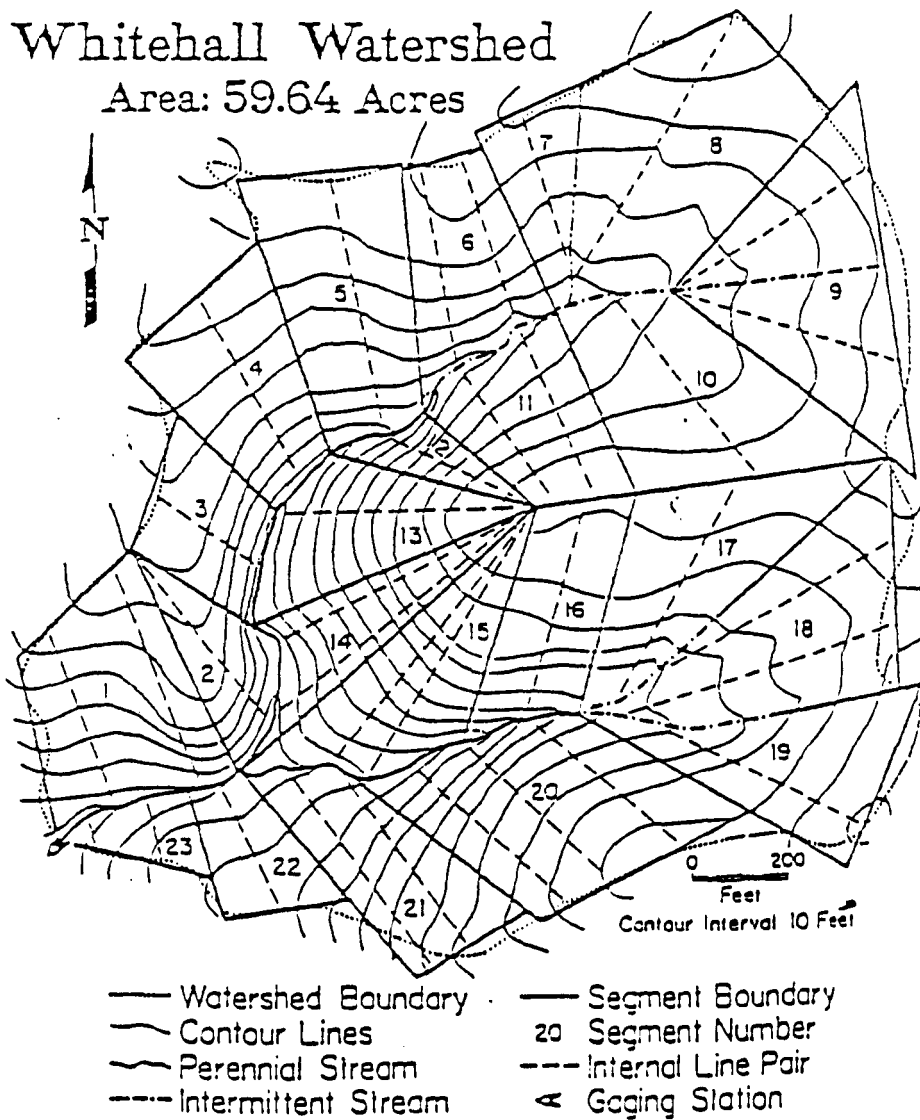 Whitehall Watershed
Area: 59.64 Acres
N
7
8
6
5
9
4
10
11
12
3
13
17
16
18
14
15
1
2
19
20
23
22
21
0 200
Feet
Contour Interval 10 Feet
Watershed Boundary
Contour Lines
Perennial Stream
Intermittent Stream
Segment Boundary
20 Segment Number
Internal Line Pair
Gaging Station